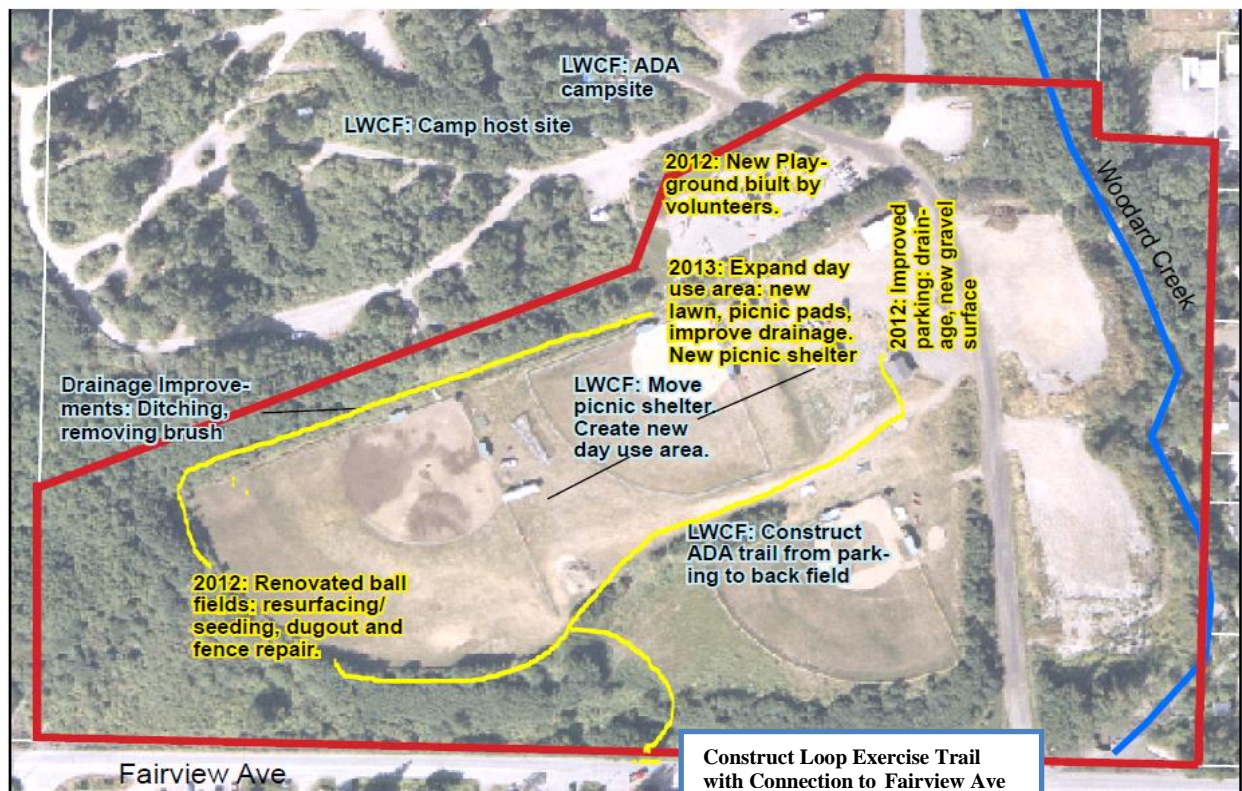 LWCF: ADA
campsite
LWCF: Camp host site
2012: New Play-
ground biult by
volunteers.
Woodard Creek
2013: Expand day
use area: new
lawn, picnic pads,
improve drainage.
New picnic shelter
2012: Improved
parking: drain-
age, new gravel
surface
Drainage Improve-
ments: Ditching,
removing brush
LWCF: Move
picnic shelter.
Create new
day use area.
LWCF: Construct
ADA trail from park-
ing to back field
2012: Renovated ball
fields: resurfacing/
seeding, dugout and
fence repair.
Construct Loop Exercise Trail
with Connection to Fairview Ave
Fairview Ave